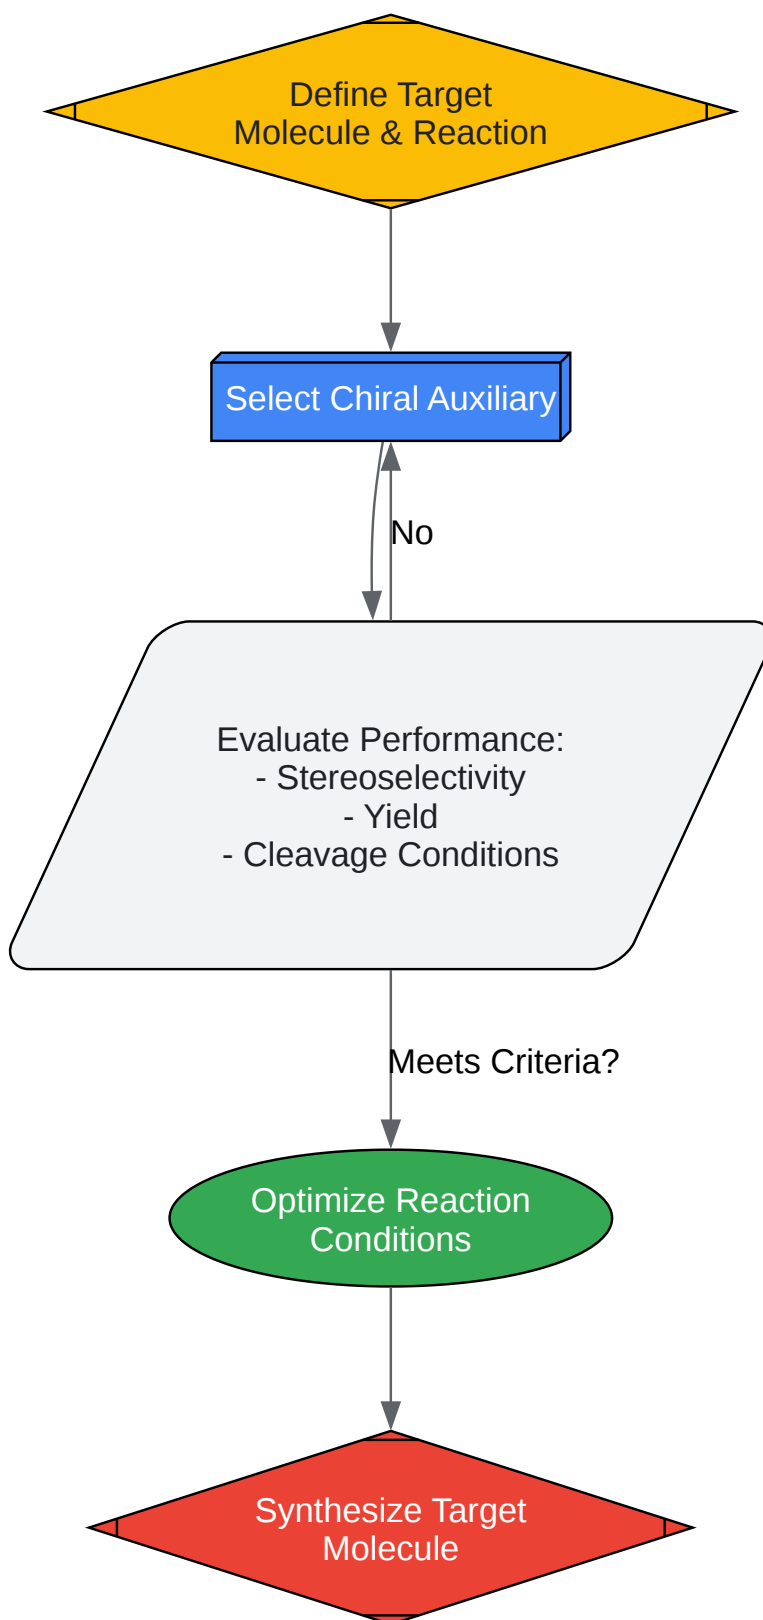 Define Target
Molecule & Reaction
Select Chiral Auxiliary
No
Evaluate Performance:
- Stereoselectivity
- Yield
- Cleavage Conditions
Meets Criteria?
Optimize Reaction
Conditions
Synthesize Target
Molecule